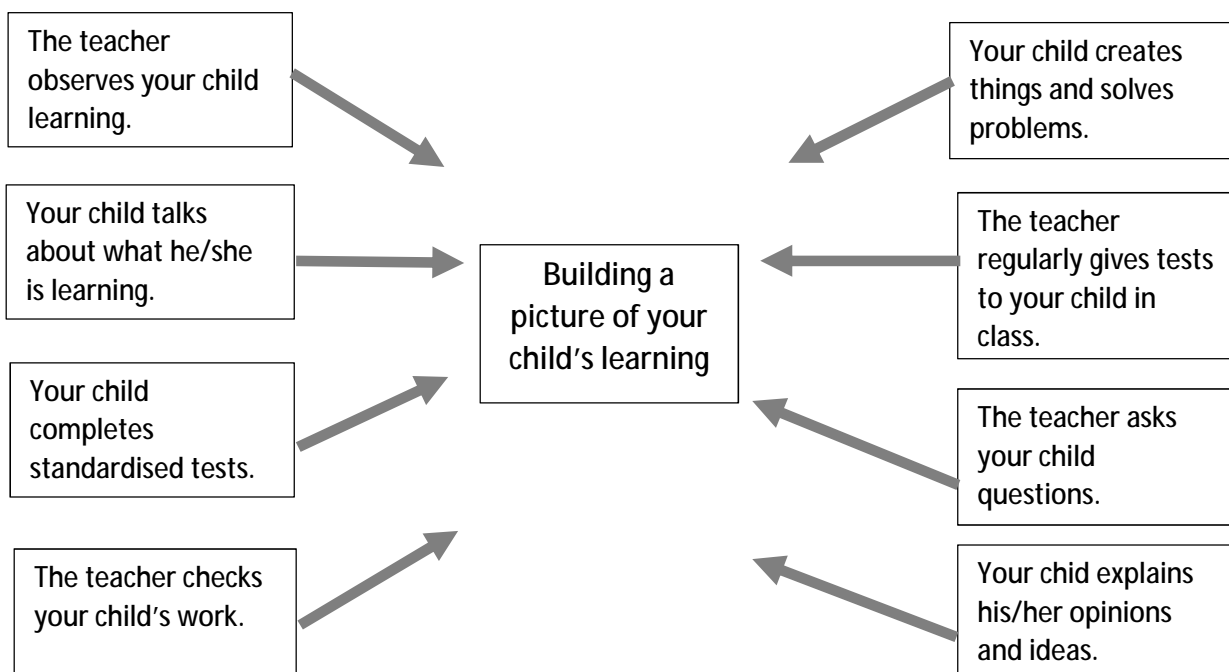 The teacher
observes your child
learning.
Your child talks
about what he/she
is learning.
Your child
completes
standardised tests.
The teacher checks
your child's work.
Building a
picture of your
child's learning
Your child creates
things and solves
problems.
The teacher
regularly gives tests
to your child in
class.
The teacher asks
your child
questions.
Your chid explains
his/her opinions
and ideas.